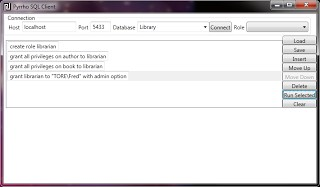 Pyrrho SQL Client
Connection
Host localhost Port 5433 Database Library Connect Role
Load
create role librarian
Save
grant all privileges on author to librarian
Insert
grant all privileges on book to librarian
Move Up
grant librarian to "TORE\Fred" with admin option
Move Down
Delete
Run Selected
Clear